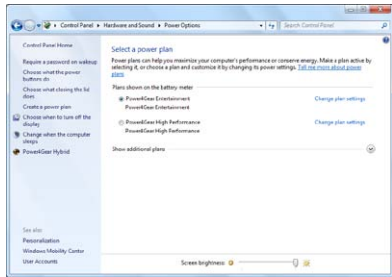 Control Panel ▸ Hardware and Sound ▸ Power Options
Search Control Panel
Control Panel Home
Require a password on wakeup
Choose what the power
buttons do
Choose what closing the lid
does
Create a power plan
Choose when to turn off the
display
Change when the computer
sleeps
Power4Gear Hybrid
Select a power plan
Power plans can help you maximize your computer's performance or conserve energy. Make a plan active by
selecting it, or choose a plan and customize it by changing its power settings. Tell me more about power
plans
Plans shown on the battery meter
Power4Gear Entertainment
Change plan settings
Power4Gear Entertainment
Power4Gear High Performance
Change plan settings
Power4Gear High Performance
Show additional plans
See also
Personalization
Windows Mobility Center
User Accounts
Screen brightness: